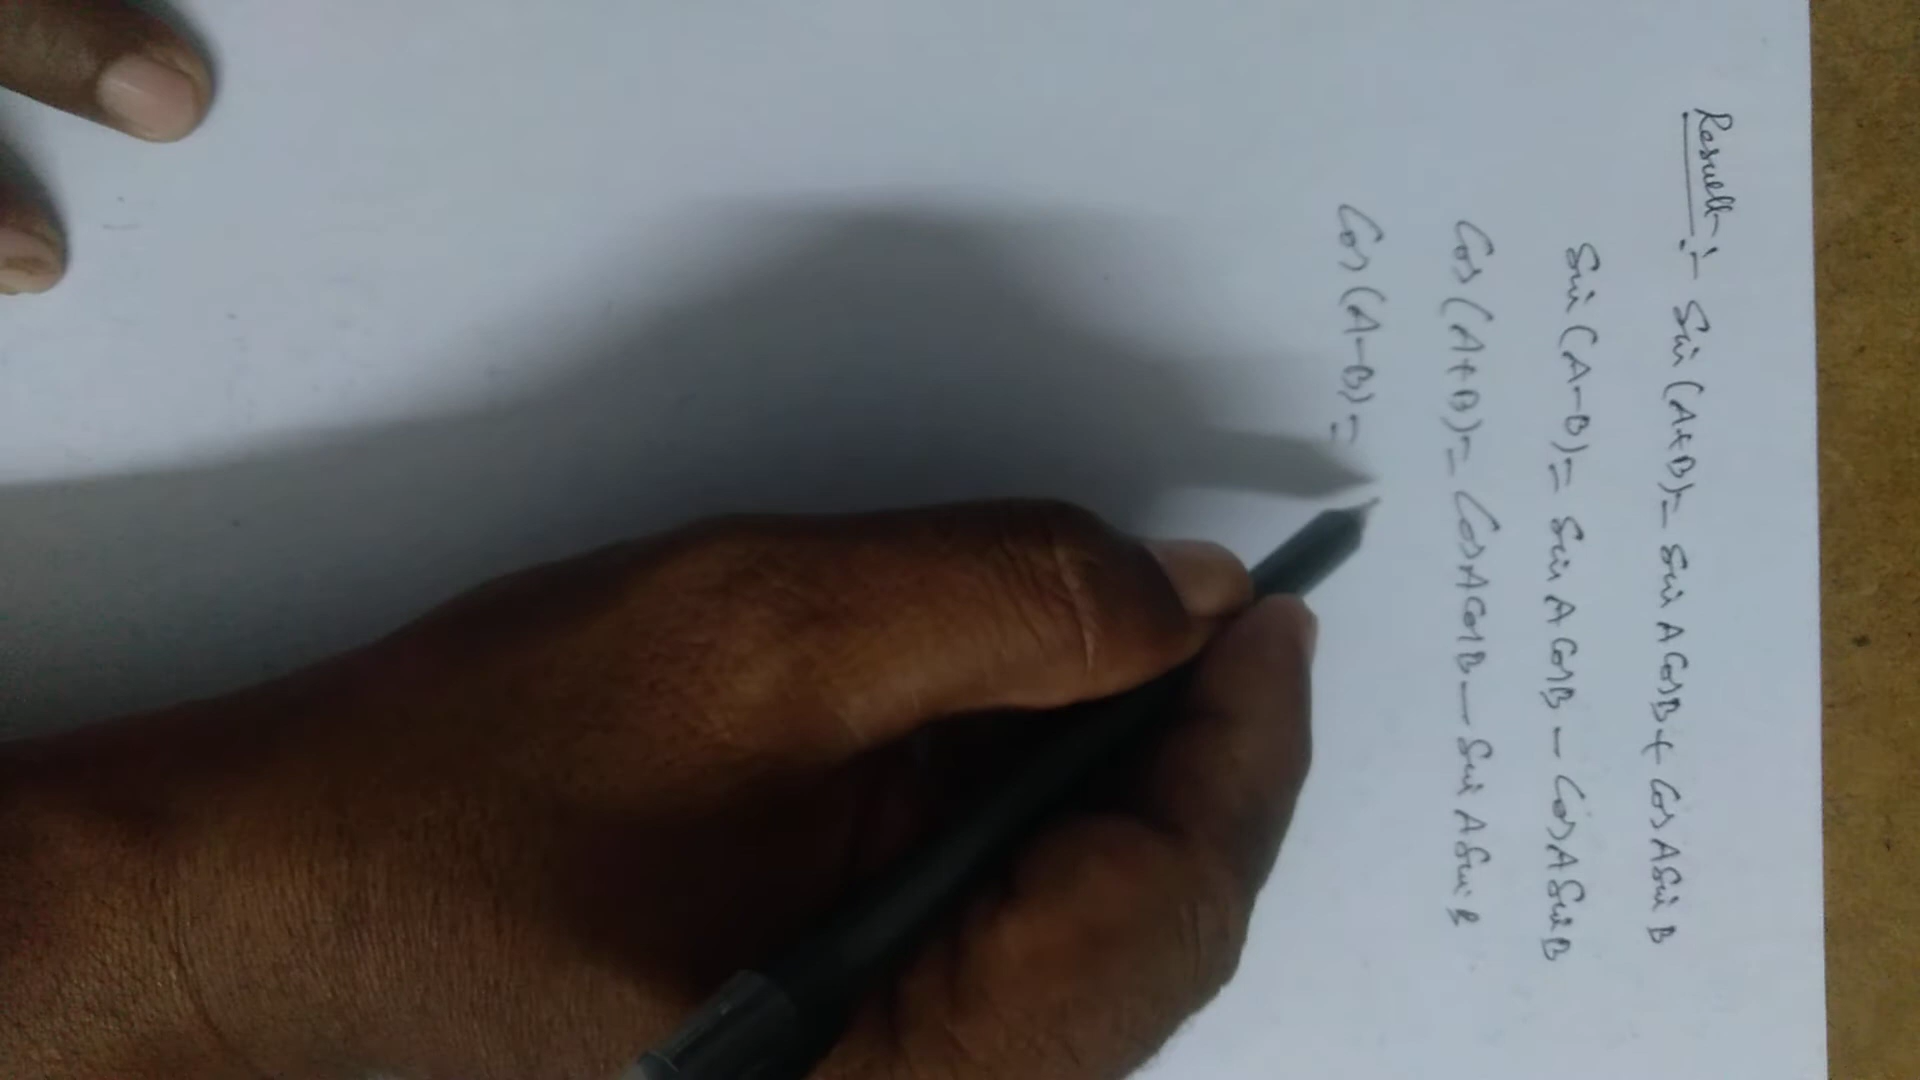 Result:- Sin (A+B) = Sin A Cos B + Cos A Sin B
Sin (A-B) = Sin A Cos B - Cos A Sin B
Cos (A+B) = Cos A Cos B - Sin A Sin B
Cos (A-B) =